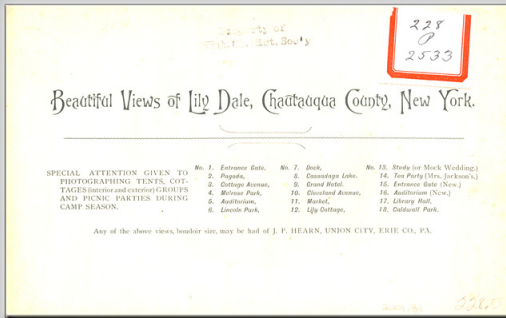 228
P
2533
Property of
Hist. Soc'y
Beautiful Views of Lily Dale, Chautauqua County, New York.
SPECIAL ATTENTION GIVEN TO
PHOTOGRAPHING TENTS, COT-
TAGES (interior and exterior) GROUPS
AND PICNIC PARTIES DURING
CAMP SEASON.
No. 1. Entrance Gate,
2. Pagoda,
3. Cottage Avenue,
4. Melrose Park,
5. Auditorium,
6. Lincoln Park,
No. 7. Dock,
8. Cassadaga Lake.
9. Grand Hotel.
10. Cleveland Avenue,
11. Market,
12. Lily Cottage,
No. 13. Study (or Mock Wedding.)
14. Tea Party (Mrs. Jackson's.)
15. Entrance Gate (New.)
16. Auditorium (New.)
17. Library Hall,
18. Caldwell Park.
Any of the above views, boudoir size, may be had of J. P. HEARN, UNION CITY, ERIE CO., PA.